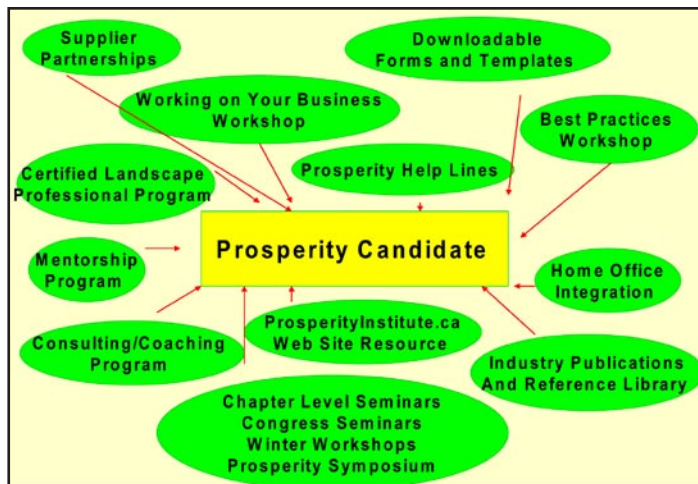 Supplier
Partnerships
Downloadable
Forms and Templates
Working on Your Business
Workshop
Best Practices
Workshop
Certified Landscape
Professional Program
Prosperity Help Lines
Prosperity Candidate
Mentorship
Program
Home Office
Integration
ProsperityInstitute.ca
Web Site Resource
Consulting/Coaching
Program
Industry Publications
And Reference Library
Chapter Level Seminars
Congress Seminars
Winter Workshops
Prosperity Symposium